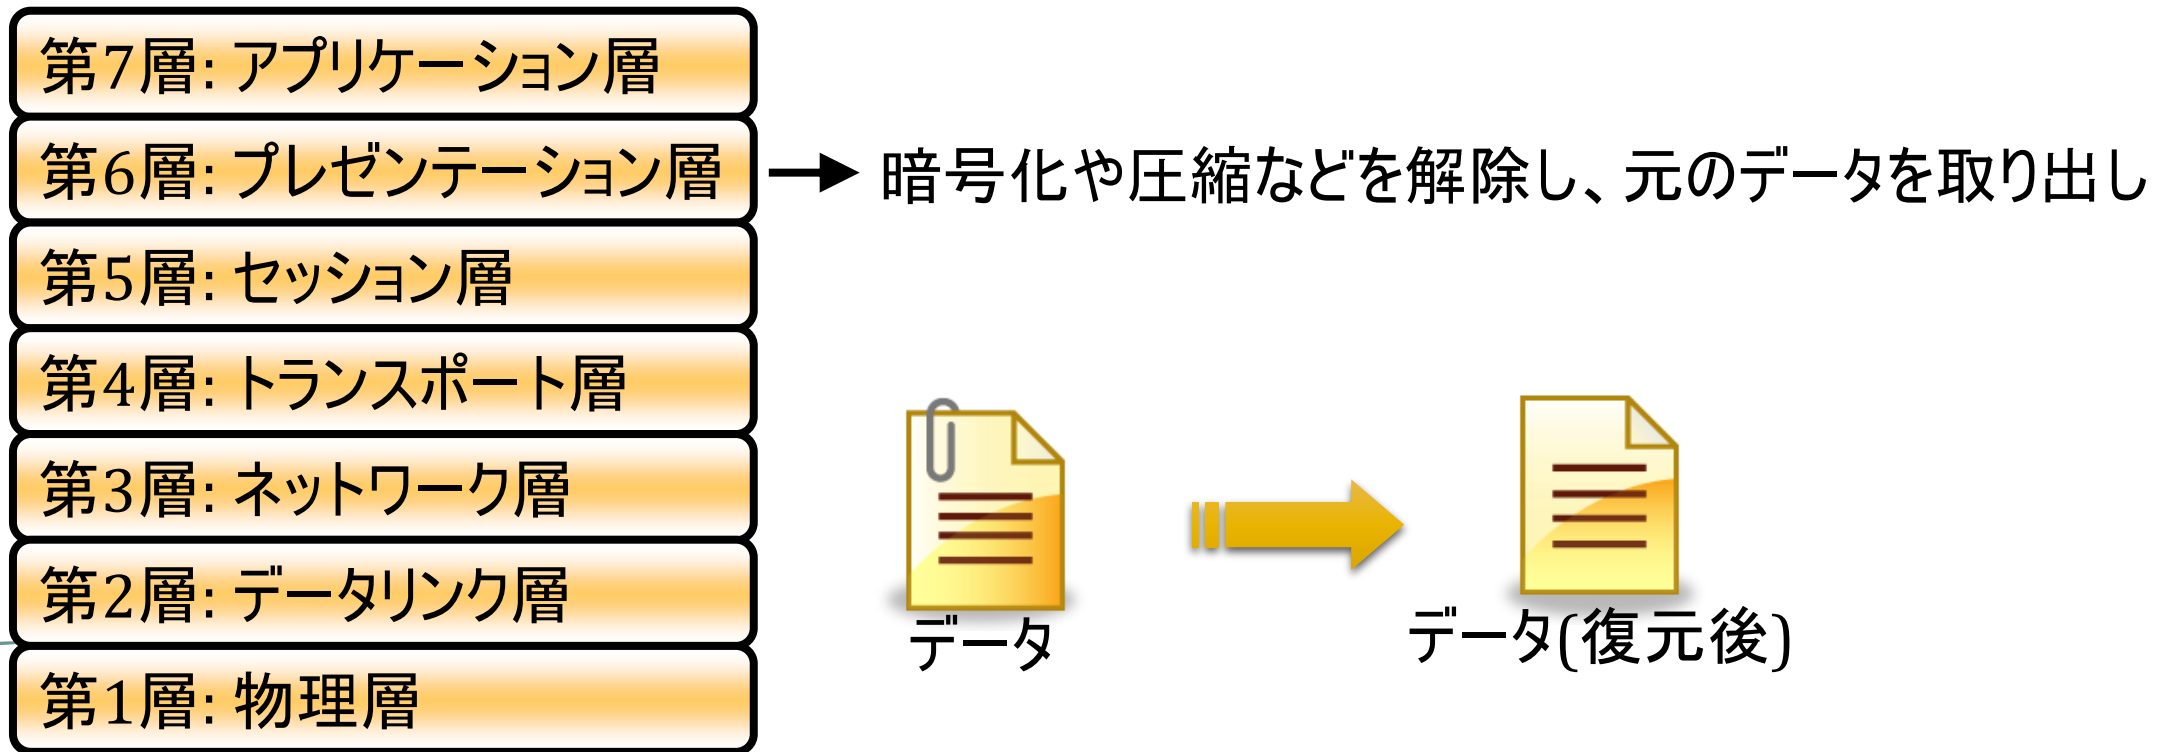 第7層: アプリケーション層
第6層: プレゼンテーション層
暗号化や圧縮などを解除し、元のデータを取り出し
第5層: セッション層
第4層: トランスポート層
第3層: ネットワーク層
第2層: データリンク層
第1層: 物理層
データ
データ(復元後)